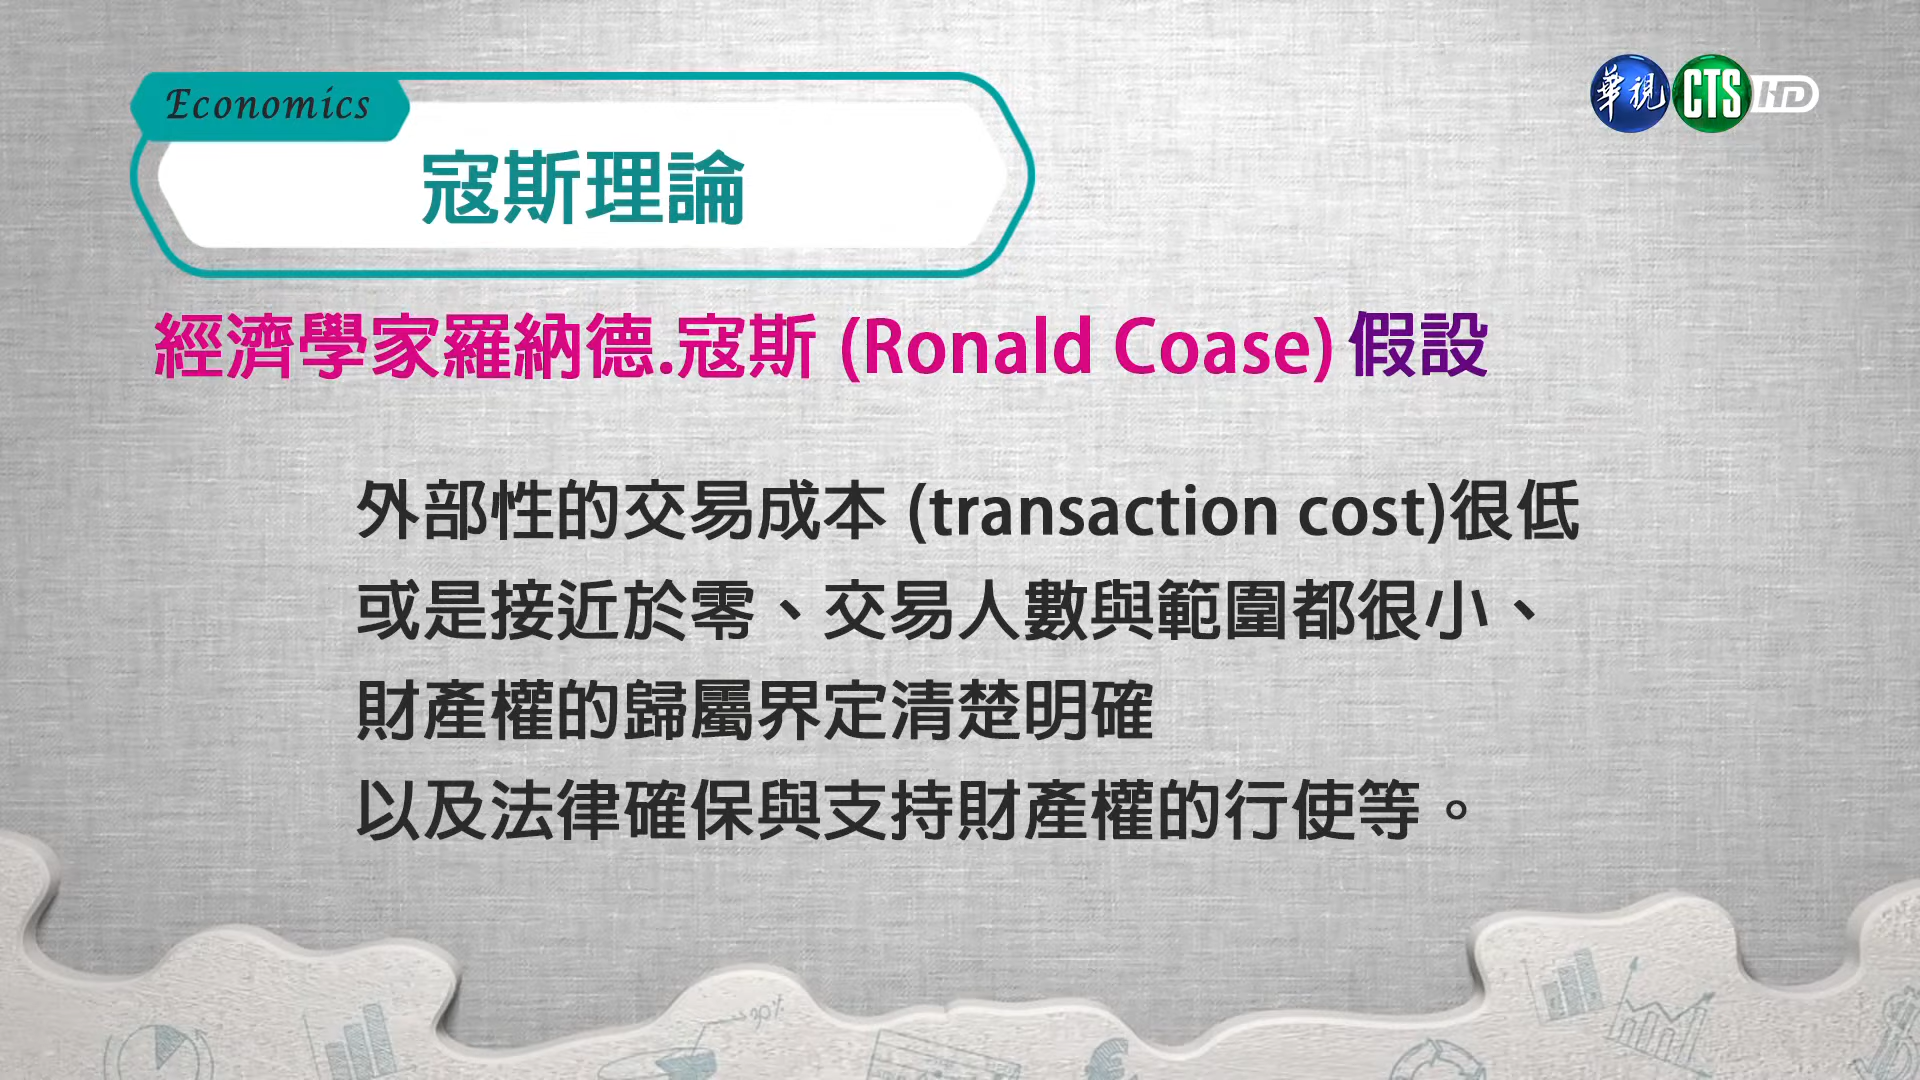 Economics
華視 CTS HD
寇斯理論
經濟學家羅納德.寇斯 (Ronald Coase) 假設
外部性的交易成本 (transaction cost)很低
或是接近於零、交易人數與範圍都很小、
財產權的歸屬界定清楚明確
以及法律確保與支持財產權的行使等。
30%